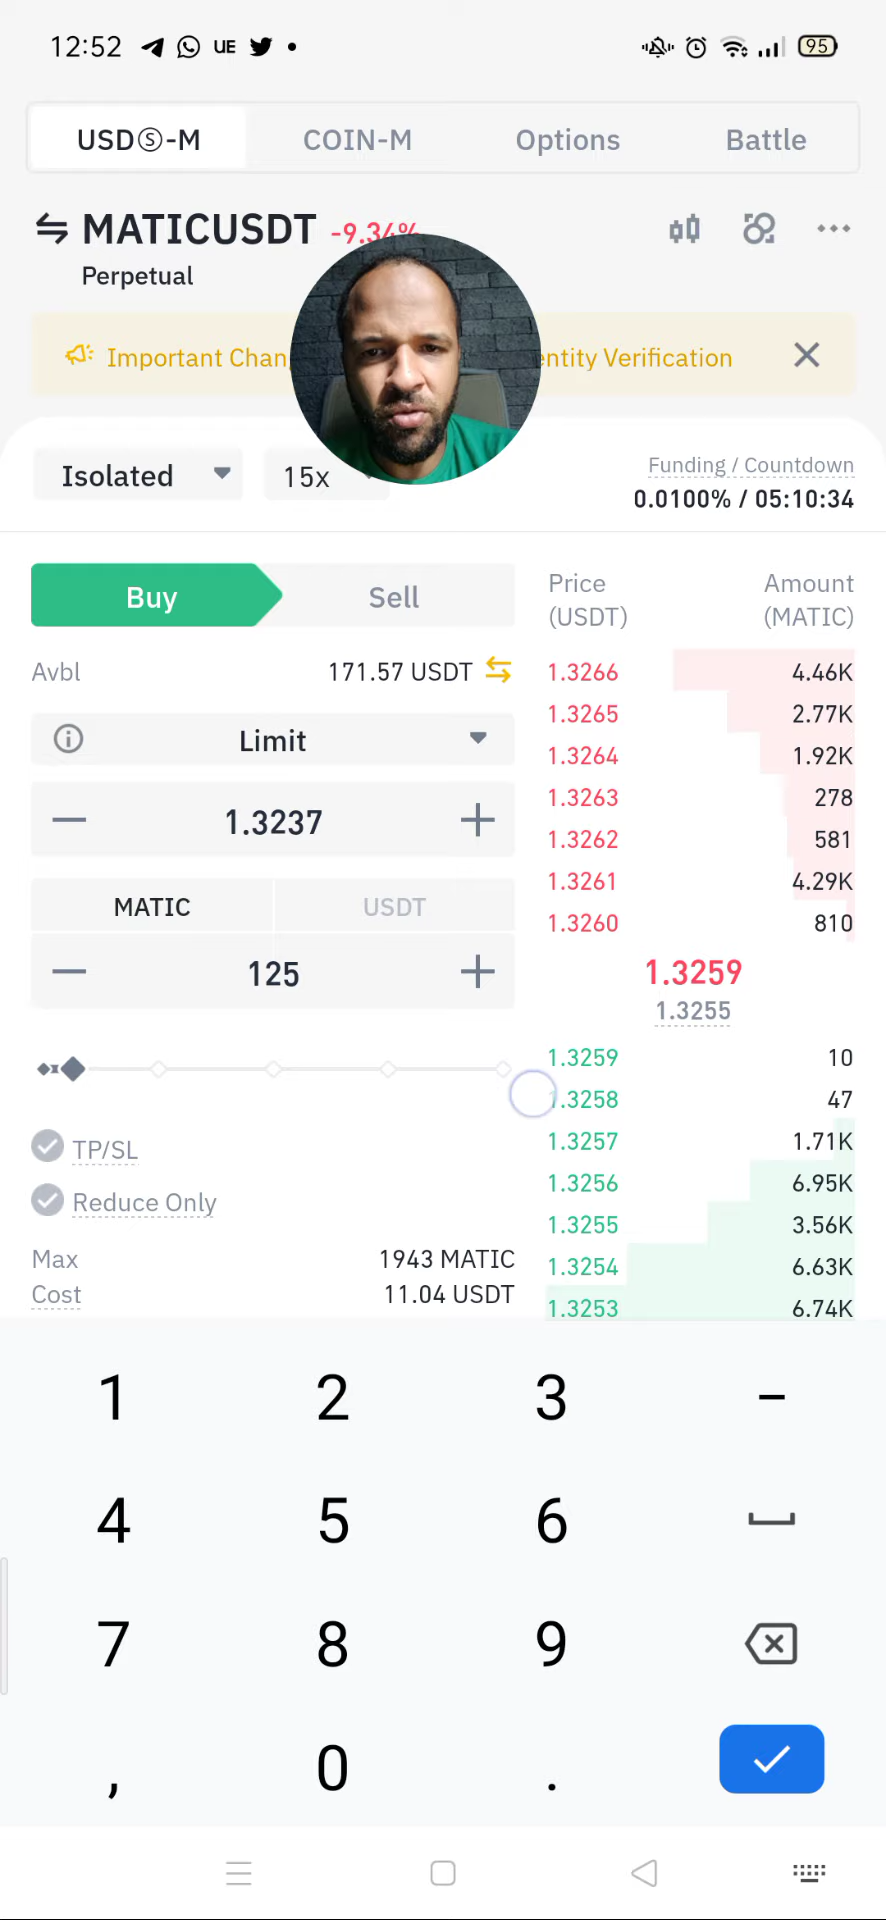 12:52 UE 95
USDⓈ-M COIN-M Options Battle
MATICUSDT -9.34%
Perpetual
Important Chan entity Verification
Isolated 15x
Funding / Countdown
0.0100% / 05:10:34
Buy Sell
Avbl 171.57 USDT
Limit
1.3237
MATIC USDT
125
TP/SL
Reduce Only
Max 1943 MATIC
Cost 11.04 USDT
Price Amount
(USDT) (MATIC)
1.3266 4.46K
1.3265 2.77K
1.3264 1.92K
1.3263 278
1.3262 581
1.3261 4.29K
1.3260 810
1.3259
1.3255
1.3259 10
1.3258 47
1.3257 1.71K
1.3256 6.95K
1.3255 3.56K
1.3254 6.63K
1.3253 6.74K
1 2 3 -
4 5 6
7 8 9
, 0 .